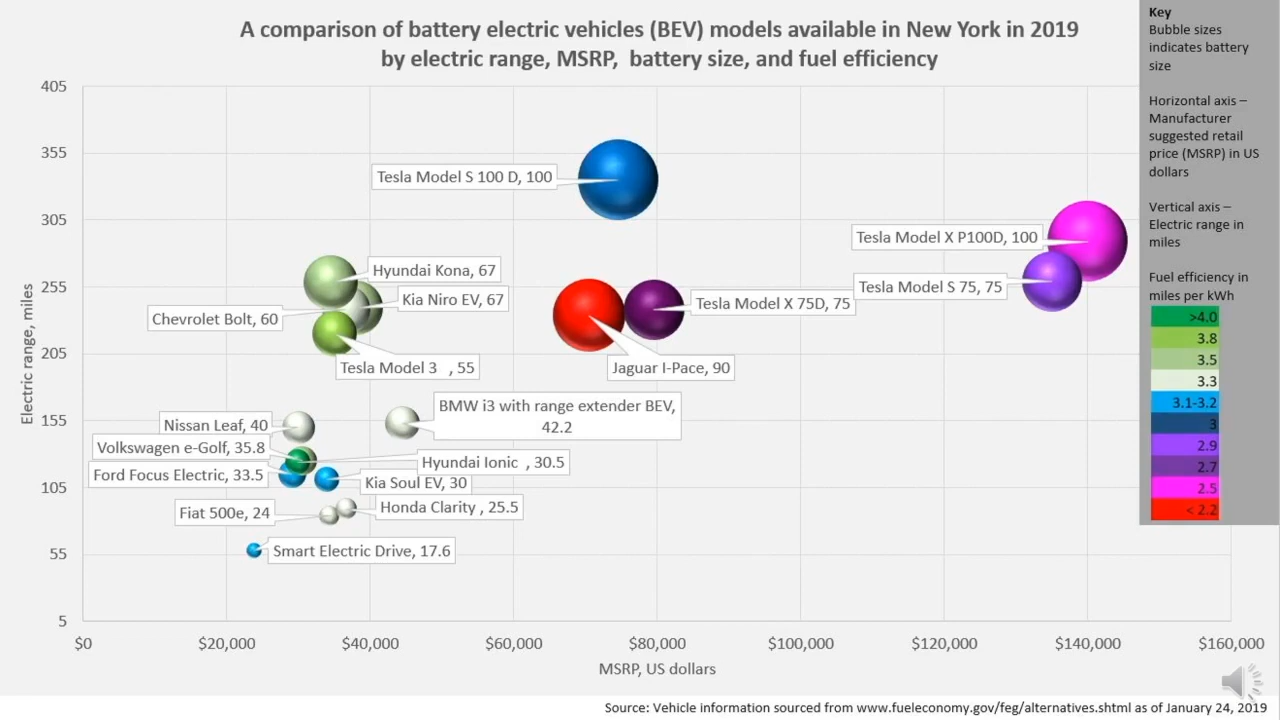 A comparison of battery electric vehicles (BEV) models available in New York in 2019
by electric range, MSRP, battery size, and fuel efficiency
Key
Bubble sizes
indicates battery
size
Horizontal axis –
Manufacturer
suggested retail
price (MSRP) in US
dollars
Vertical axis –
Electric range in
miles
Fuel efficiency in
miles per kWh
>4.0
3.8
3.5
3.3
3.1-3.2
3
2.9
2.7
2.5
< 2.2
Electric range, miles
405
355
305
255
205
155
105
55
5
Tesla Model S 100 D, 100
Tesla Model X P100D, 100
Hyundai Kona, 67
Tesla Model S 75, 75
Kia Niro EV, 67
Tesla Model X 75D, 75
Chevrolet Bolt, 60
Tesla Model 3 , 55
Jaguar I-Pace, 90
BMW i3 with range extender BEV,
42.2
Nissan Leaf, 40
Volkswagen e-Golf, 35.8
Hyundai Ionic , 30.5
Ford Focus Electric, 33.5
Kia Soul EV, 30
Honda Clarity , 25.5
Fiat 500e, 24
Smart Electric Drive, 17.6
$0 $20,000 $40,000 $60,000 $80,000 $100,000 $120,000 $140,000 $160,000
MSRP, US dollars
Source: Vehicle information sourced from www.fueleconomy.gov/feg/alternatives.shtml as of January 24, 2019